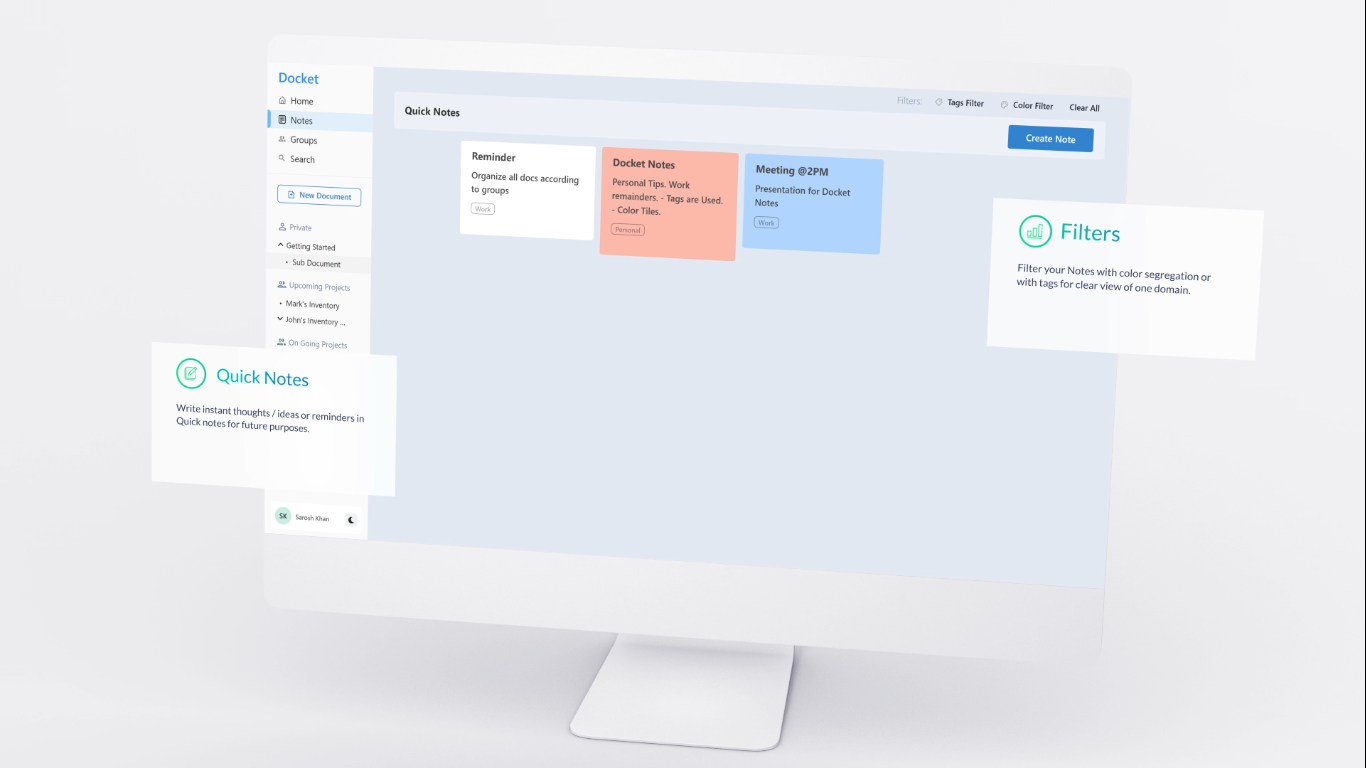 Docket
Home
Notes
Groups
Search
New Document
Private
Getting Started
Sub Document
Upcoming Projects
Mark's Inventory
John's Inventory ...
On Going Projects
SK
Sarosh Khan
Filters:
Tags Filter
Color Filter
Clear All
Quick Notes
Create Note
Reminder
Organize all docs according
to groups
Work
Docket Notes
Personal Tips. Work
remainders. - Tags are Used.
- Color Tiles.
Personal
Meeting @2PM
Presentation for Docket
Notes
Work
Filters
Filter your Notes with color segregation or
with tags for clear view of one domain.
Quick Notes
Write instant thoughts / ideas or reminders in
Quick notes for future purposes.